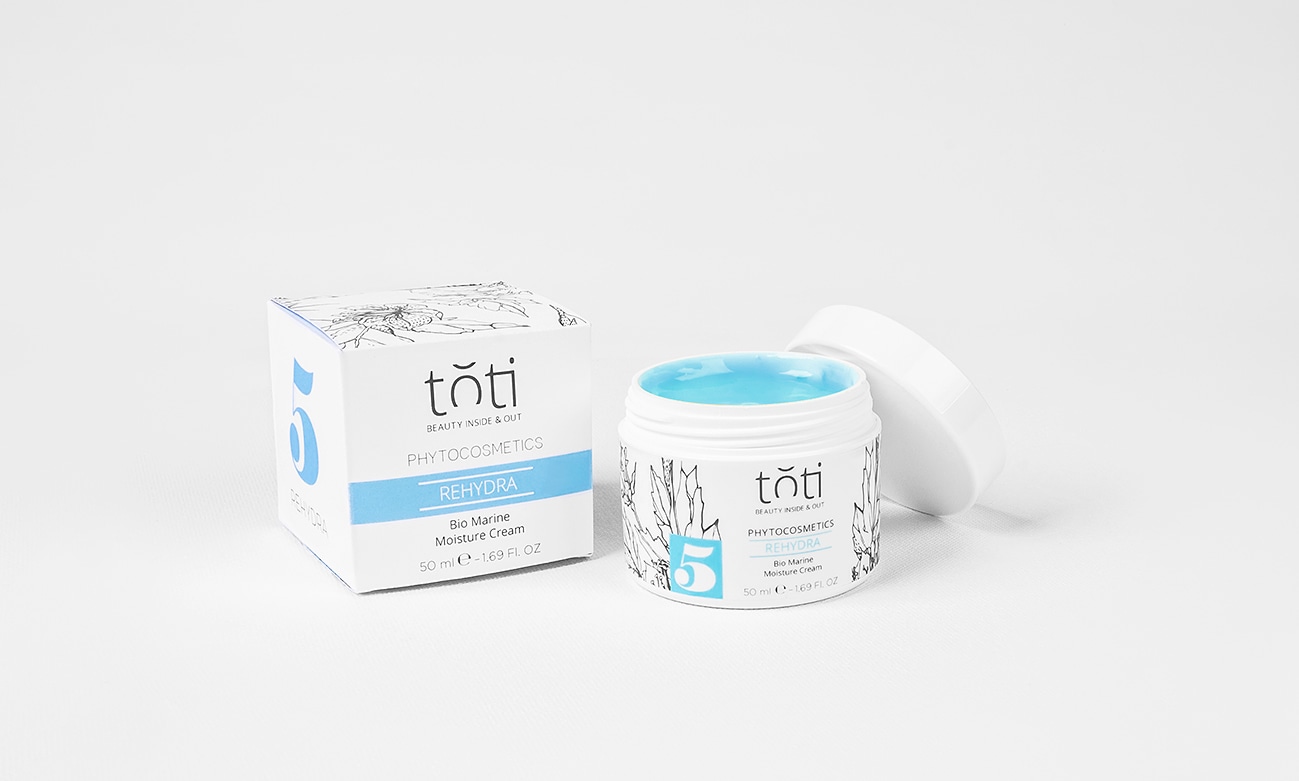 5
REHYDRA
tŏti
BEAUTY INSIDE & OUT
PHYTOCOSMETICS
REHYDRA
Bio Marine
Moisture Cream
50 ml ℮ – 1.69 FL. OZ
tŏti
BEAUTY INSIDE & OUT
PHYTOCOSMETICS
REHYDRA
Bio Marine
Moisture Cream
50 ml ℮ – 1.69 FL. OZ
5